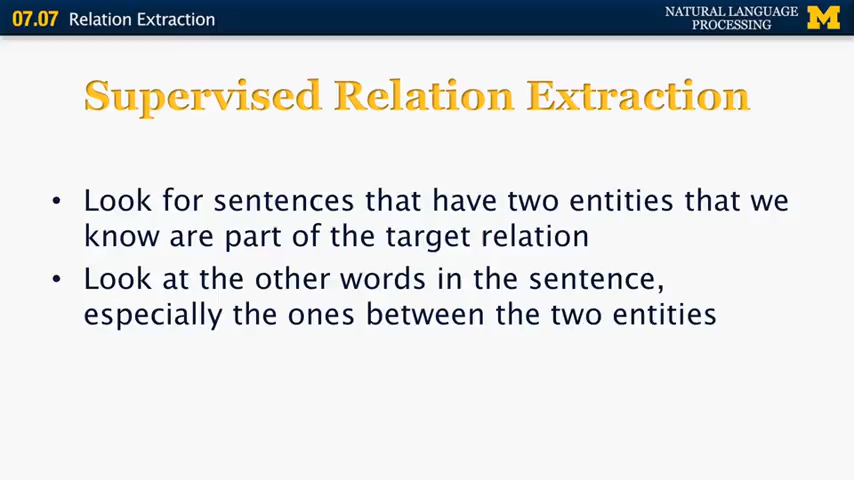 07.07 Relation Extraction
NATURAL LANGUAGE
PROCESSING
M
Supervised Relation Extraction
• Look for sentences that have two entities that we
know are part of the target relation
• Look at the other words in the sentence,
especially the ones between the two entities